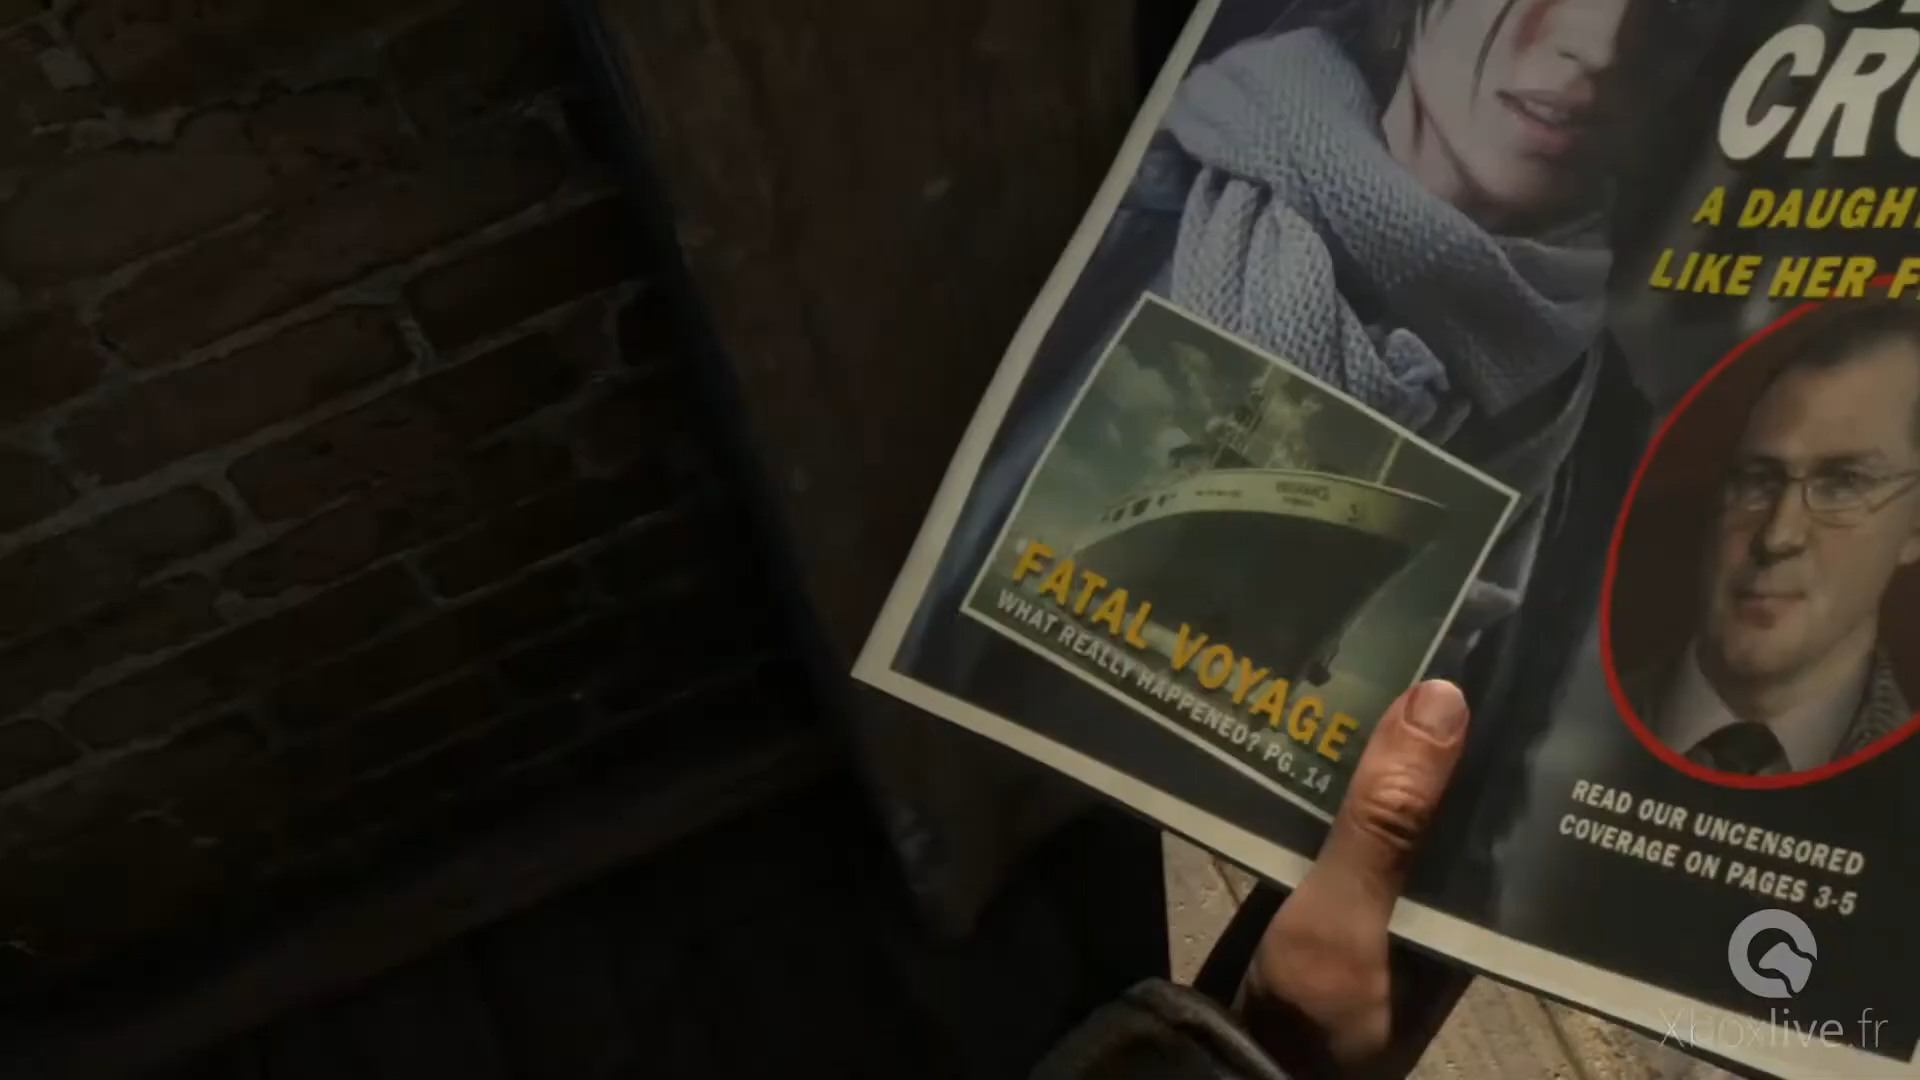 CR
A DAUGHT
LIKE HER F
FATAL VOYAGE
WHAT REALLY HAPPENED? PG. 14
READ OUR UNCENSORED
COVERAGE ON PAGES 3-5
Xboxlive.fr